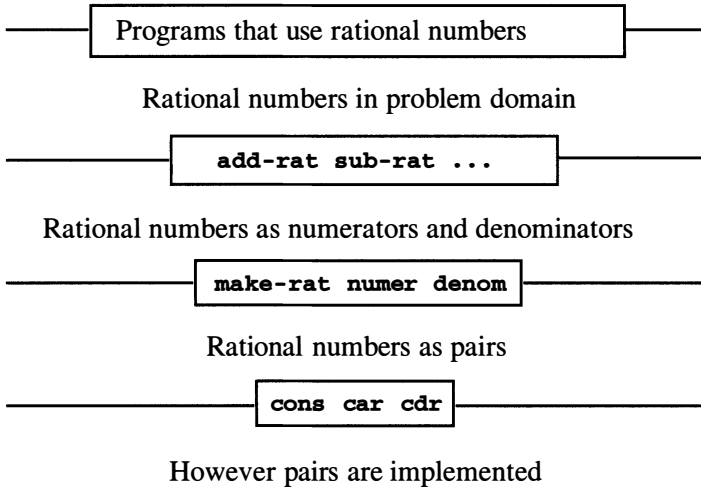 Programs that use rational numbers
Rational numbers in problem domain
add-rat sub-rat ...
Rational numbers as numerators and denominators
make-rat numer denom
Rational numbers as pairs
cons car cdr
However pairs are implemented